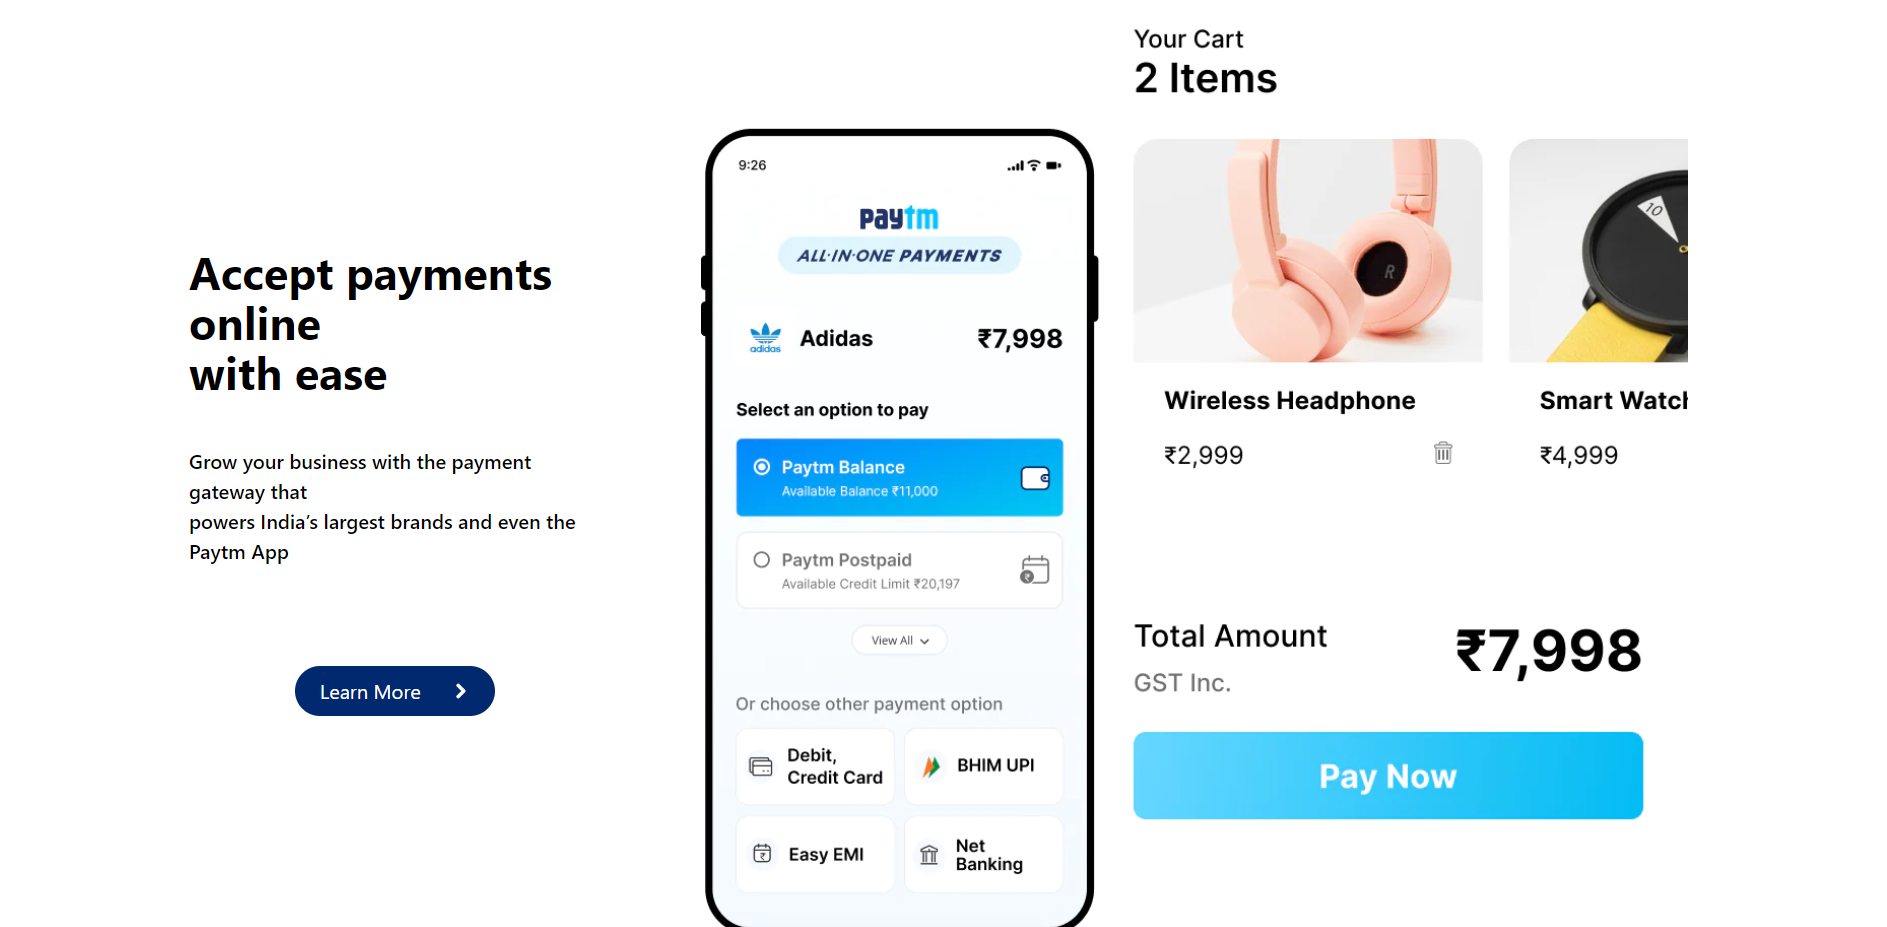 Accept payments
online
with ease
Grow your business with the payment
gateway that
powers India’s largest brands and even the
Paytm App
Learn More
9:26
paytm
ALL·IN·ONE PAYMENTS
adidas
Adidas
₹7,998
Select an option to pay
Paytm Balance
Available Balance ₹11,000
Paytm Postpaid
Available Credit Limit ₹20,197
View All
Or choose other payment option
Debit,
Credit Card
BHIM UPI
Easy EMI
Net
Banking
Your Cart
2 Items
R
10
Wireless Headphone
₹2,999
Smart Watch
₹4,999
Total Amount
₹7,998
GST Inc.
Pay Now